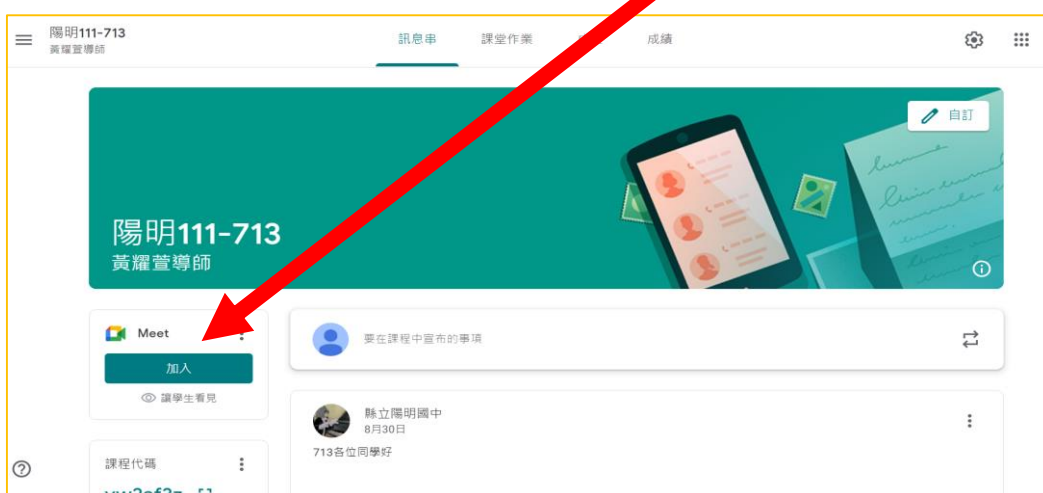 陽明111-713
黃耀萱導師
訊息串
課堂作業
成績
自訂
陽明111-713
黃耀萱導師
Meet
加入
讓學生看見
要在課程中宣布的事項
縣立陽明國中
8月30日
713各位同學好
課程代碼